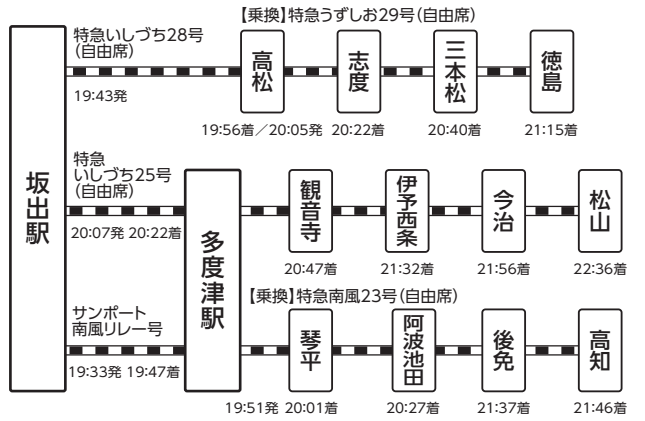 【乗換】特急うずしお29号(自由席)
特急いしづち28号
(自由席)
高松
志度
三本松
徳島
19:43発
19:56着／20:05発
20:22着
20:40着
21:15着
坂出駅
特急
いしづち25号
(自由席)
多度津駅
観音寺
伊予西条
今治
松山
20:07発
20:22着
20:47着
21:32着
21:56着
22:36着
【乗換】特急南風23号(自由席)
サンポート
南風リレー号
琴平
阿波池田
後免
高知
19:33発
19:47着
19:51発
20:01着
20:27着
21:37着
21:46着